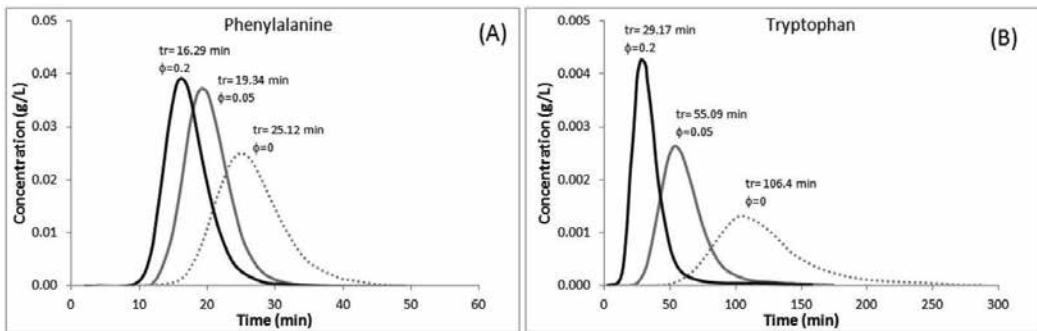 Phenylalanine
(A)
0.05
0.04
0.03
0.02
0.01
0.00
Concentration (g/L)
tr= 16.29 min
ϕ=0.2
tr= 19.34 min
ϕ=0.05
tr= 25.12 min
ϕ=0
0 10 20 30 40 50 60
Time (min)
Tryptophan
(B)
0.005
0.004
0.003
0.002
0.001
0.000
Concentration (g/L)
tr= 29.17 min
ϕ=0.2
tr= 55.09 min
ϕ=0.05
tr= 106.4 min
ϕ=0
0 50 100 150 200 250 300
Time (min)